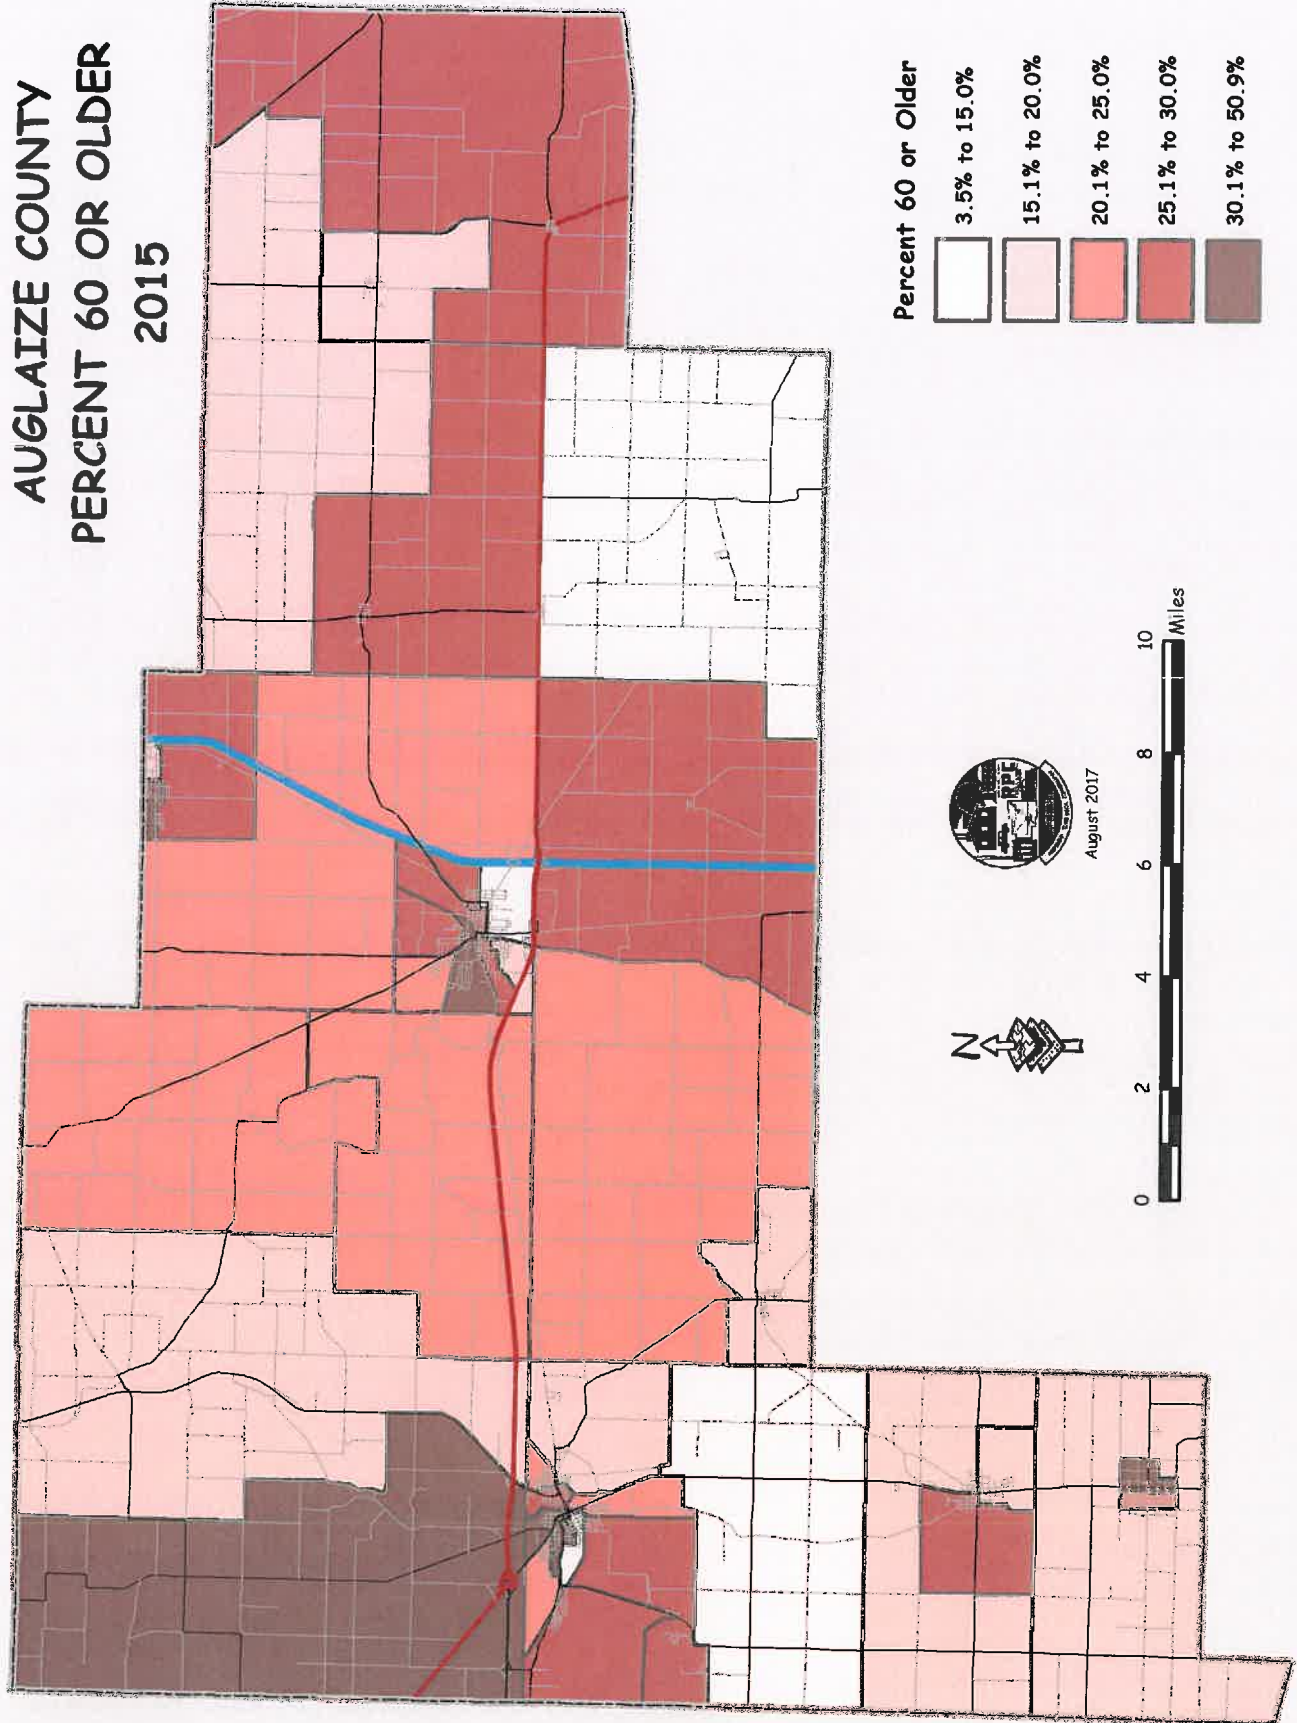 AUGLAIZE COUNTY
PERCENT 60 OR OLDER
2015
Percent 60 or Older
3.5% to 15.0%
15.1% to 20.0%
20.1% to 25.0%
25.1% to 30.0%
30.1% to 50.9%
N
RPF
August 2017
0 2 4 6 8 10
Miles